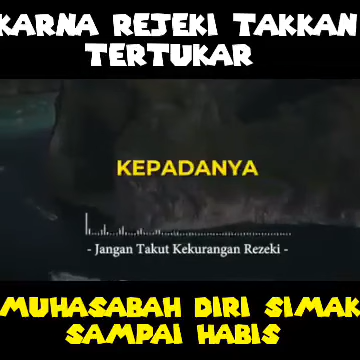 KARNA REJEKI TAKKAN
TERTUKAR
KEPADANYA
- Jangan Takut Kekurangan Rezeki -
MUHASABAH DIRI SIMAK
SAMPAI HABIS